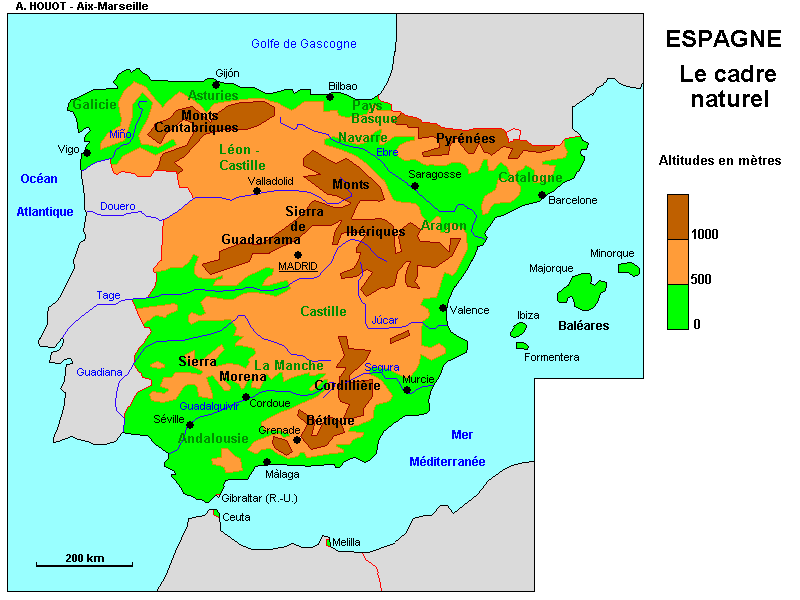 A. HOUOT - Aix-Marseille
ESPAGNE
Le cadre
naturel
Altitudes en mètres
1000
500
0
Golfe de Gascogne
Gijón
Bilbao
Galicie
Asturies
Pays
Basque
Monts
Cantabriques
Miño
Navarre
Pyrénées
Vigo
Léon -
Castille
Ebre
Saragosse
Catalogne
Océan
Atlantique
Valladolid
Monts
Barcelone
Douero
Sierra
de
Guadarrama
Ibériques
Aragon
MADRID
Minorque
Majorque
Tage
Castille
Júcar
Valence
Ibiza
Baléares
Formentera
Guadiana
Sierra
Morena
La Manche
Segura
Murcie
Cordillière
Bétique
Guadalquivir
Cordoue
Séville
Grenade
Andalousie
Mer
Méditerranée
Màlaga
Gibraltar (R.-U.)
Ceuta
Melilla
200 km